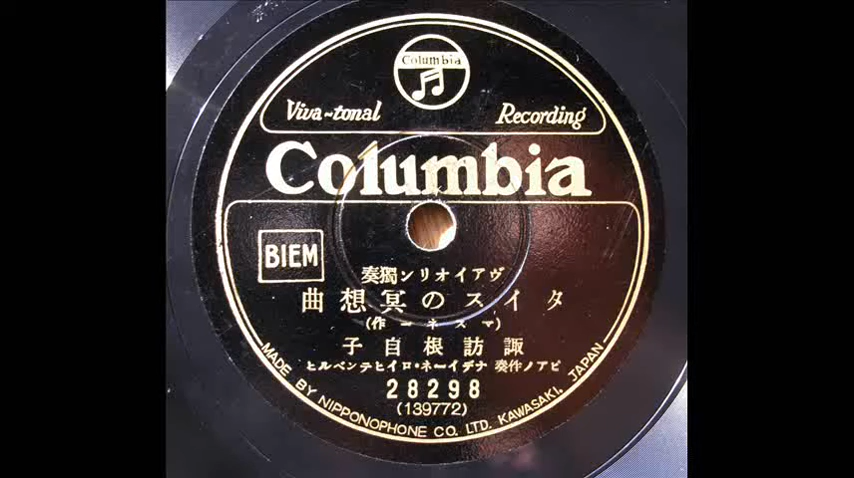 Columbia
Viva-tonal Recording
Columbia
BIEM
ヴアイオリン獨奏
タイスの冥想曲
(マスネー作)
諏訪根自子
ピアノ伴奏 ナデイーネ・ロイヒテンベルヒ
28298
(139772)
MADE BY NIPPONOPHONE CO. LTD. KAWASAKI, JAPAN